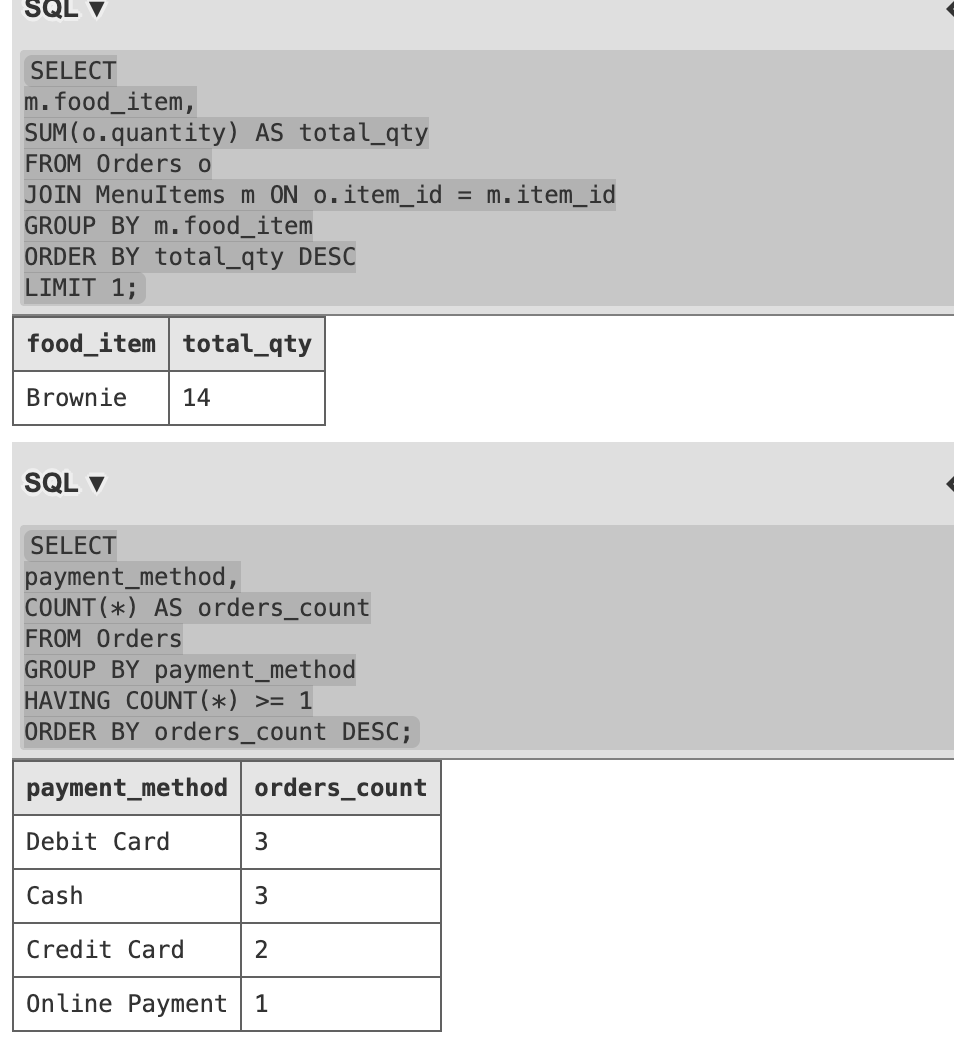 SQL ▼
SELECT
m.food_item,
SUM(o.quantity) AS total_qty
FROM Orders o
JOIN MenuItems m ON o.item_id = m.item_id
GROUP BY m.food_item
ORDER BY total_qty DESC
LIMIT 1;
food_item total_qty
Brownie 14
SQL ▼
SELECT
payment_method,
COUNT(*) AS orders_count
FROM Orders
GROUP BY payment_method
HAVING COUNT(*) >= 1
ORDER BY orders_count DESC;
payment_method orders_count
Debit Card 3
Cash 3
Credit Card 2
Online Payment 1